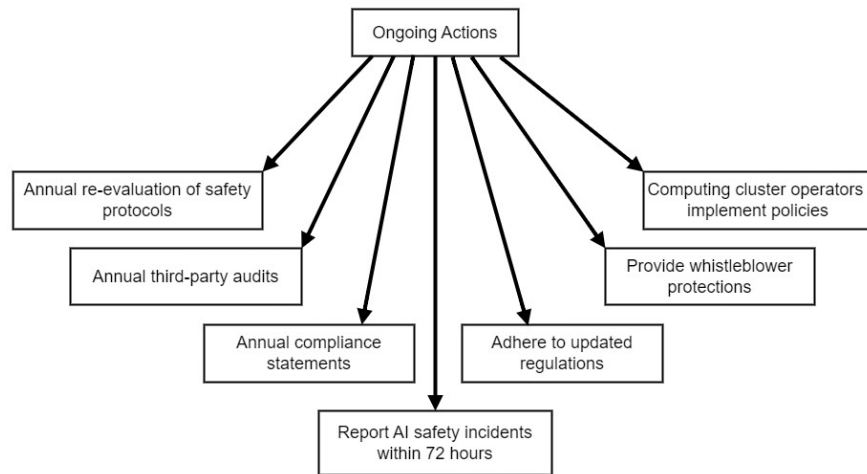 Ongoing Actions
Annual re-evaluation of safety
protocols
Computing cluster operators
implement policies
Annual third-party audits
Provide whistleblower
protections
Annual compliance
statements
Adhere to updated
regulations
Report AI safety incidents
within 72 hours